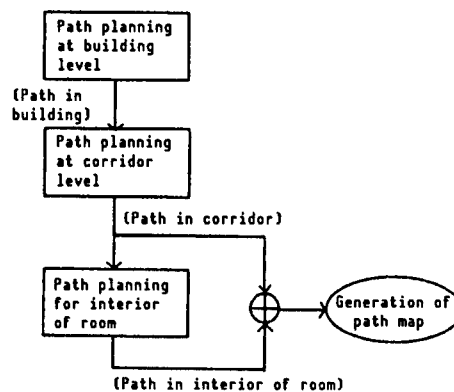 Path planning
at building
level
(Path in
building)
Path planning
at corridor
level
(Path in corridor)
Path planning
for interior
of room
Generation of
path map
(Path in interior of room)